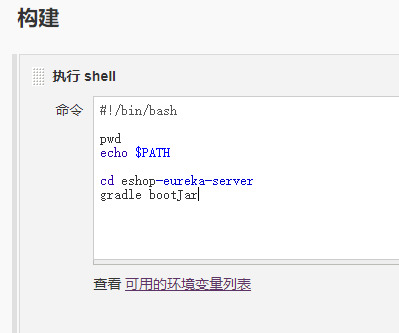 构建
执行 shell
命令
#!/bin/bash
pwd
echo $PATH
cd eshop-eureka-server
gradle bootJar
查看 可用的环境变量列表